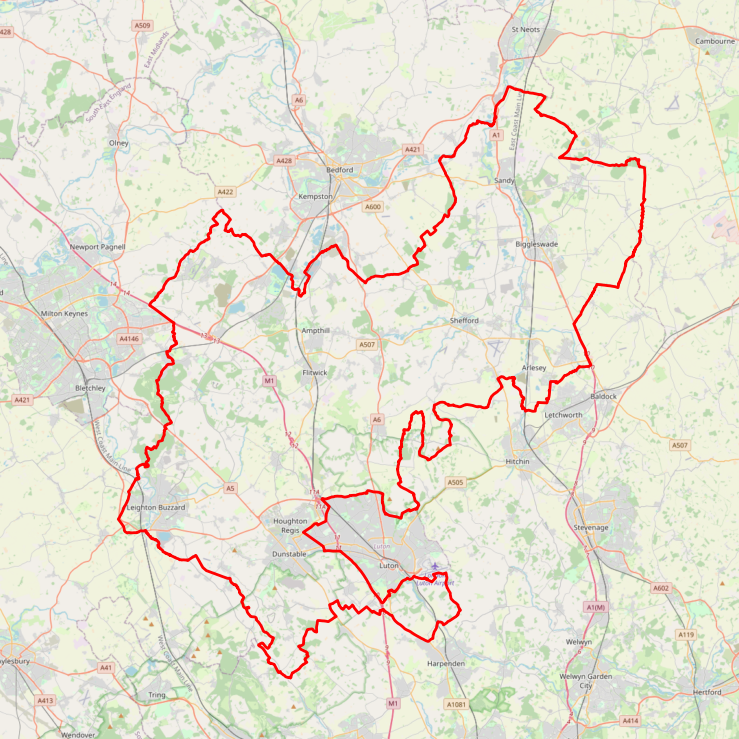 A509
St Neots
428
Cambourne
East Midlands
South East England
A6
East Coast Main Line
A1
Olney
A428
Bedford
A421
Sandy
A422
Kempston
A600
Newport Pagnell
Biggleswade
14
Milton Keynes
A4146
13
Ampthill
Shefford
A507
Bletchley
Flitwick
M1
Arlesey
A421
Baldock
Letchworth
12
A6
A507
West Coast Main Line
Hitchin
A5
A505
11A
Leighton Buzzard
Houghton
Regis
Stevenage
Dunstable
Luton
Luton
Luton Airport
A602
A1(M)
A119
Welwyn
Harpenden
A41
Welwyn Garden
City
Tring
Hertford
A413
M1
A1081
A414
Wendover